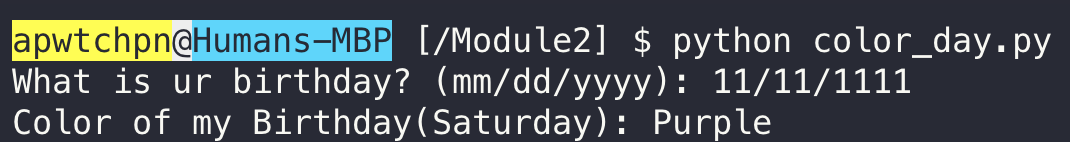 apwtchpn@Humans-MBP [/Module2] $ python color_day.py
What is ur birthday? (mm/dd/yyyy): 11/11/1111
Color of my Birthday(Saturday): Purple